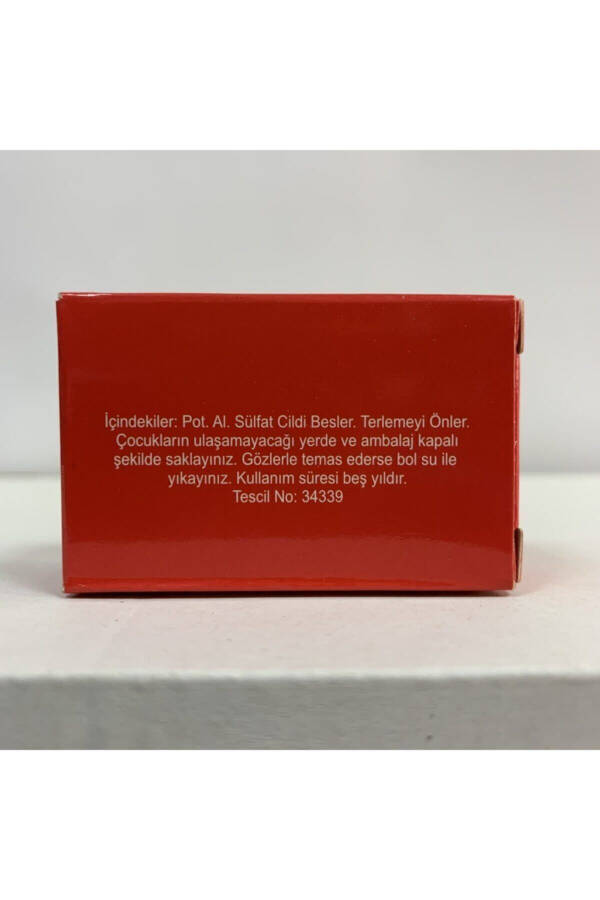 İçindekiler: Pot. Al. Sülfat Cildi Besler. Terlemeyi Önler.
Çocukların ulaşamayacağı yerde ve ambalaj kapalı
şekilde saklayınız. Gözlerle temas ederse bol su ile
yıkayınız. Kullanım süresi beş yıldır.
Tescil No: 34339